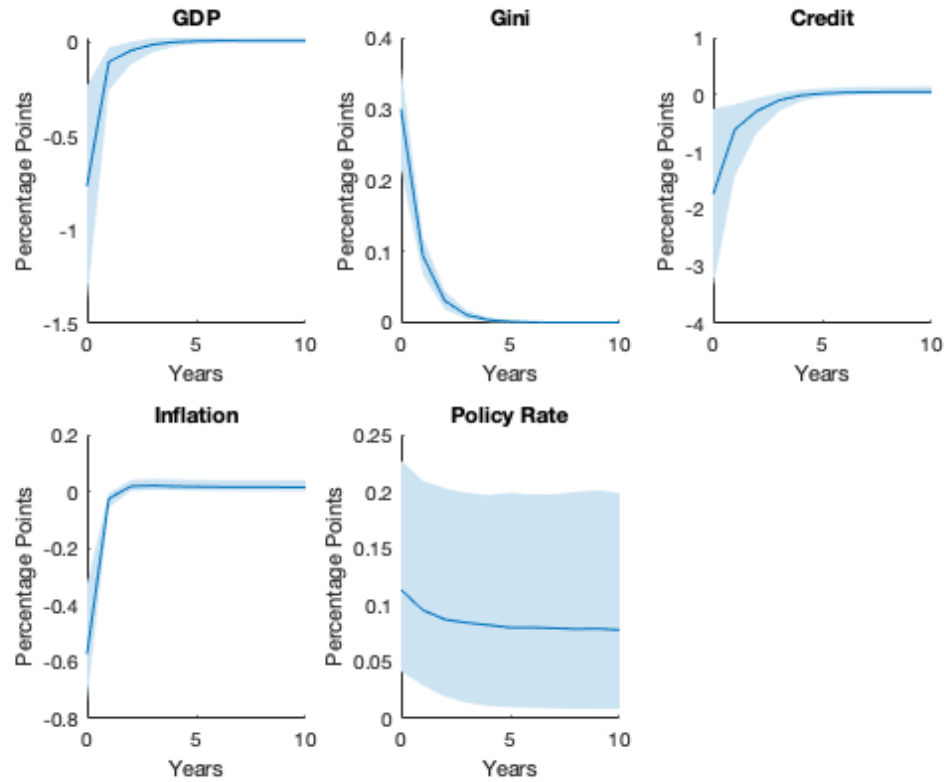 GDP
Gini
Credit
Percentage Points
0
-0.5
-1
-1.5
0
5
10
Years
Percentage Points
0.4
0.3
0.2
0.1
0
0
5
10
Years
Percentage Points
1
0
-1
-2
-3
-4
0
5
10
Years
Inflation
Policy Rate
Percentage Points
0.2
0
-0.2
-0.4
-0.6
-0.8
0
5
10
Years
Percentage Points
0.25
0.2
0.15
0.1
0.05
0
0
5
10
Years